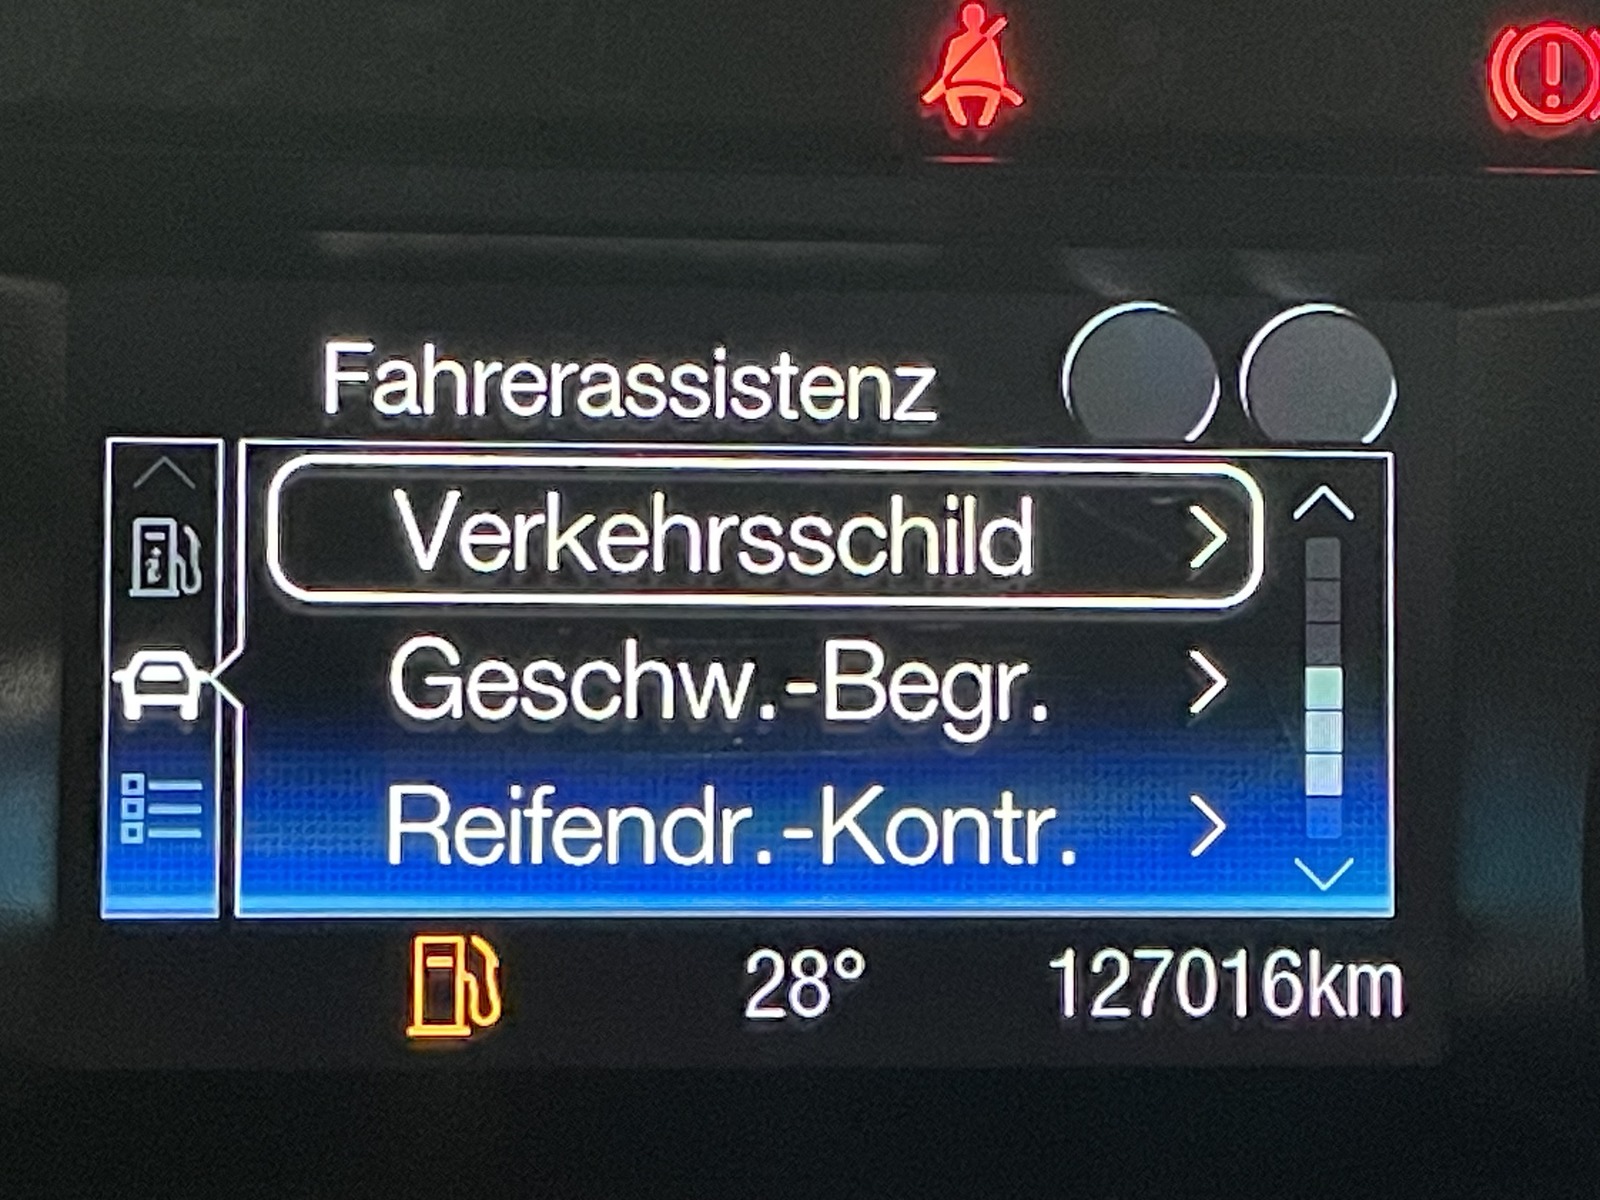 Fahrerassistenz
Verkehrsschild
Geschw.-Begr.
Reifendr.-Kontr.
28° 127016km